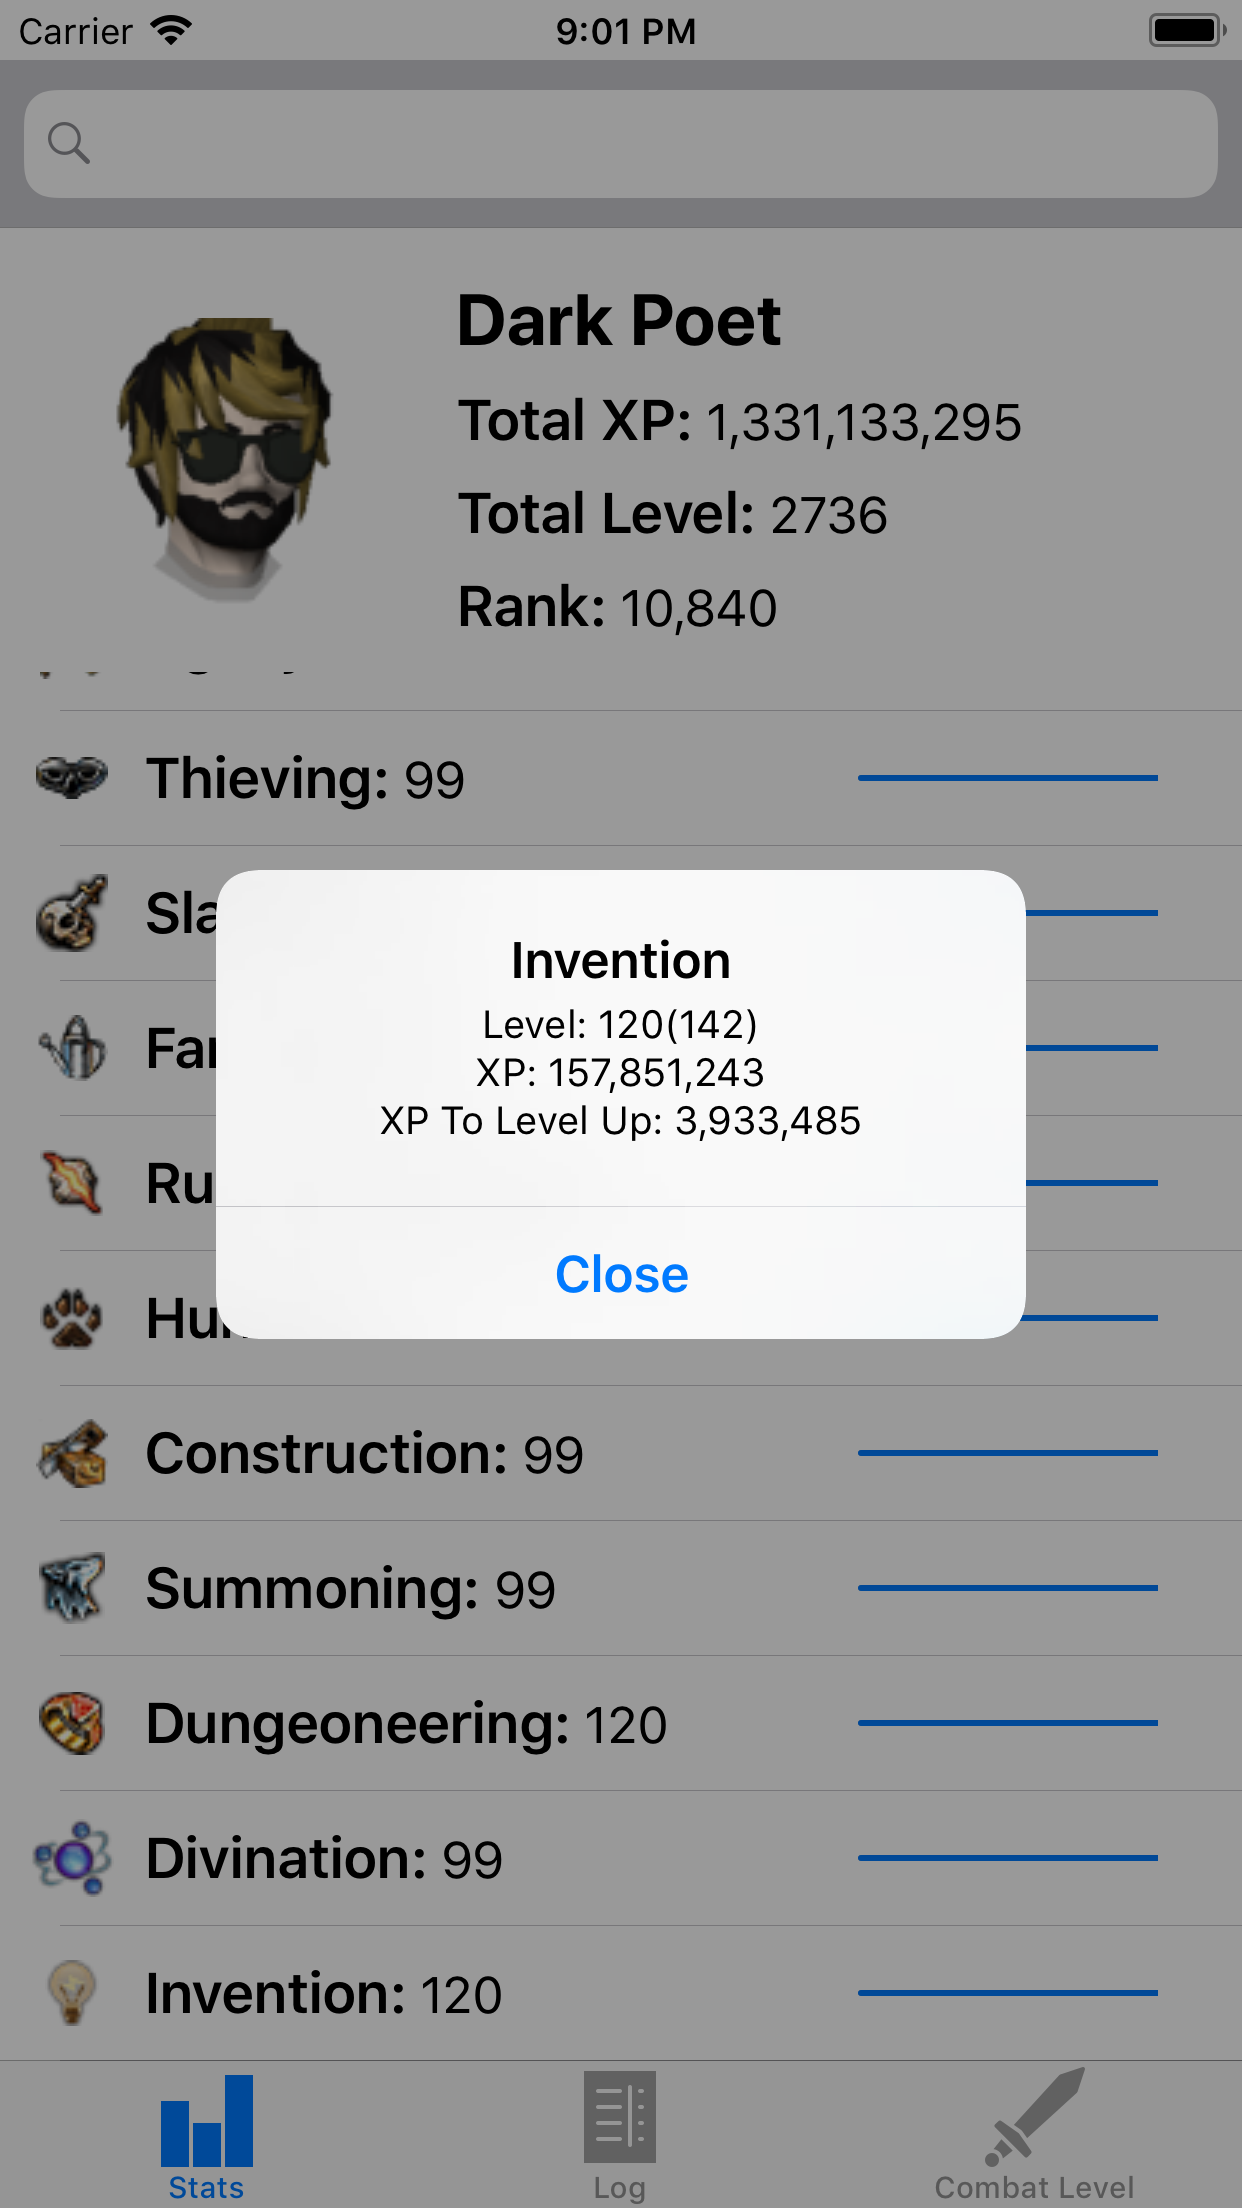 Carrier 9:01 PM
Dark Poet
Total XP: 1,331,133,295
Total Level: 2736
Rank: 10,840
Thieving: 99
Sla
Invention
Level: 120(142)
Fa
XP: 157,851,243
XP To Level Up: 3,933,485
Ru
Close
Hu
Construction: 99
Summoning: 99
Dungeoneering: 120
Divination: 99
Invention: 120
Stats Log Combat Level